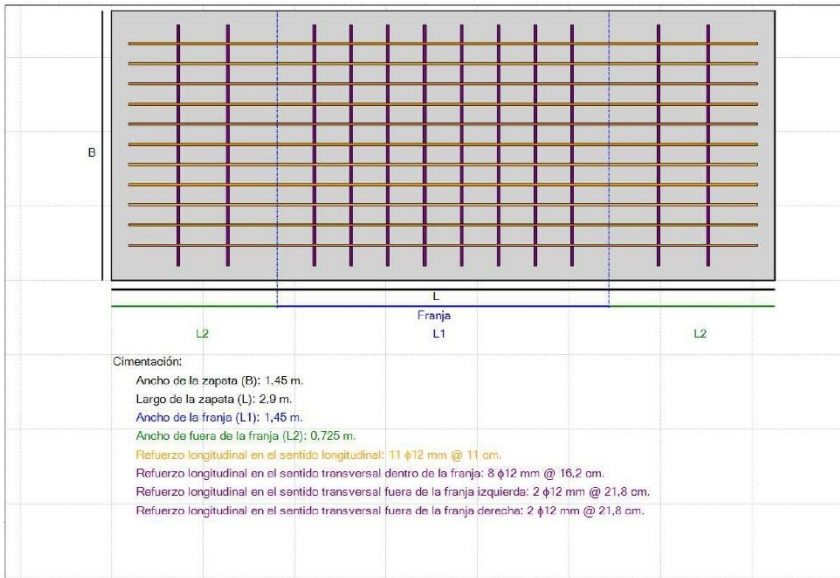 B
L
Franja
L2
L1
L2
Cimentación:
Ancho de la zapata (B): 1,45 m.
Largo de la zapata (L): 2,9 m.
Ancho de la franja (L1): 1,45 m.
Ancho de fuera de la franja (L2): 0,725 m.
Refuerzo longitudinal en el sentido longitudinal: 11 ϕ12 mm @ 11 cm.
Refuerzo longitudinal en el sentido transversal dentro de la franja: 8 ϕ12 mm @ 16,2 cm.
Refuerzo longitudinal en el sentido transversal fuera de la franja izquierda: 2 ϕ12 mm @ 21,8 cm.
Refuerzo longitudinal en el sentido transversal fuera de la franja derecha: 2 ϕ12 mm @ 21,8 cm.